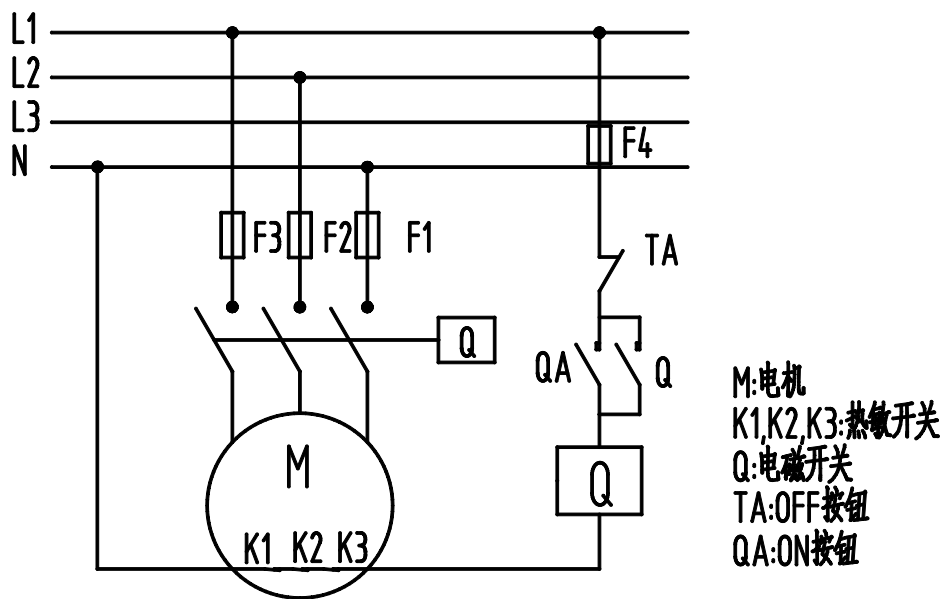 L1
L2
L3
N
F4
F3 F2 F1
TA
Q
QA Q
M
Q
K1 K2 K3
M:电机
K1,K2,K3:热敏开关
Q:电磁开关
TA:OFF按钮
QA:ON按钮